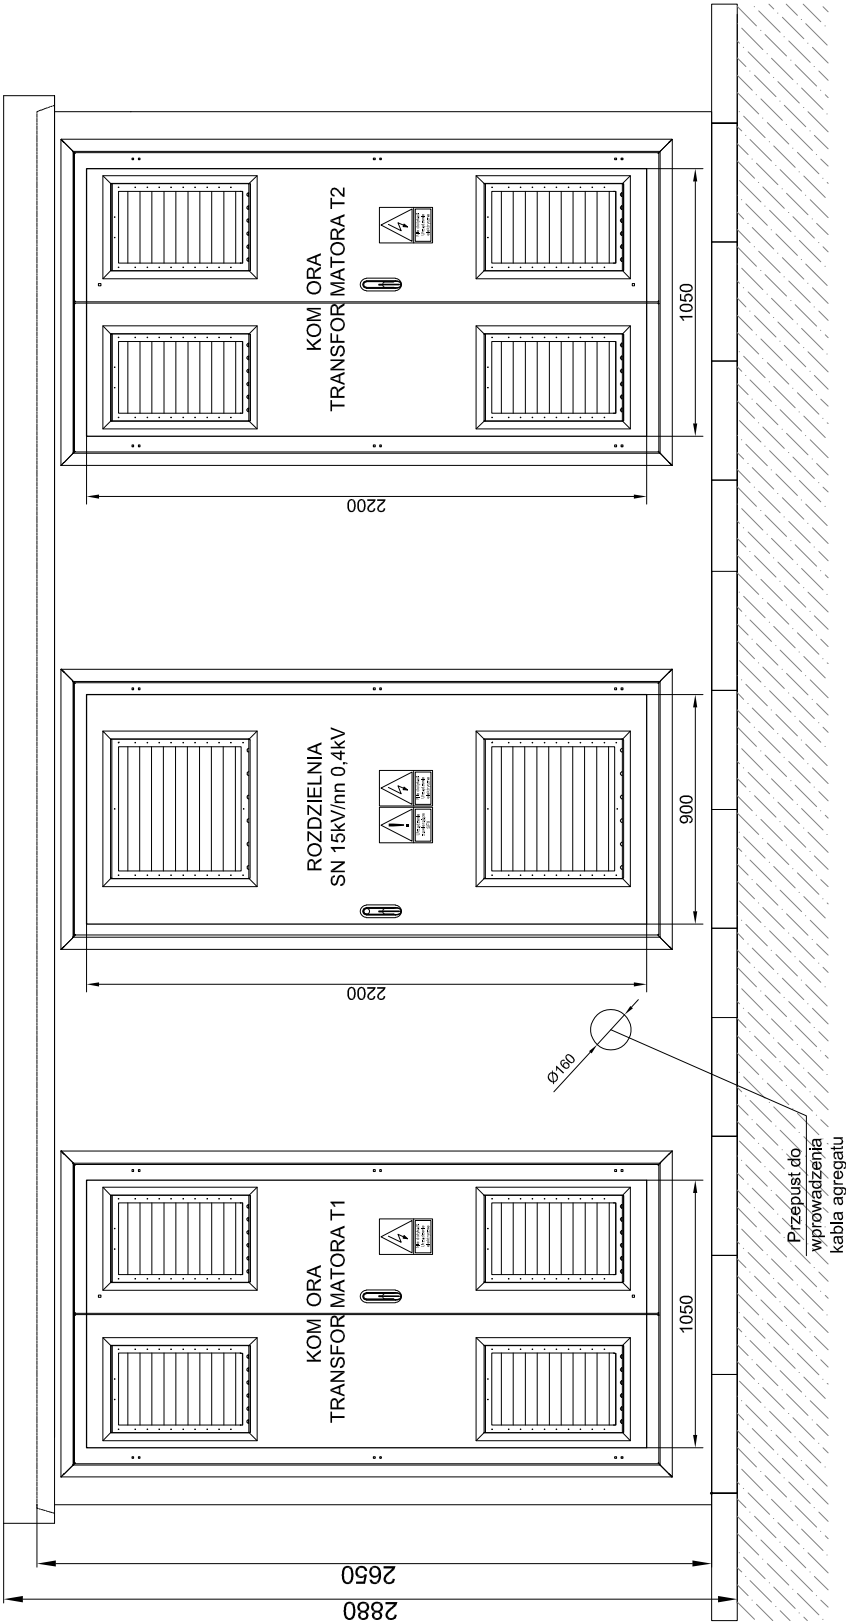 KOMORA
TRANSFORMATORA T1
1050
Ø160
Przepust do
wprowadzenia
kabla agregatu
ROZDZIELNIA
SN 15kV/nn 0,4kV
900
2200
KOMORA
TRANSFORMATORA T2
1050
2200
2650
2880